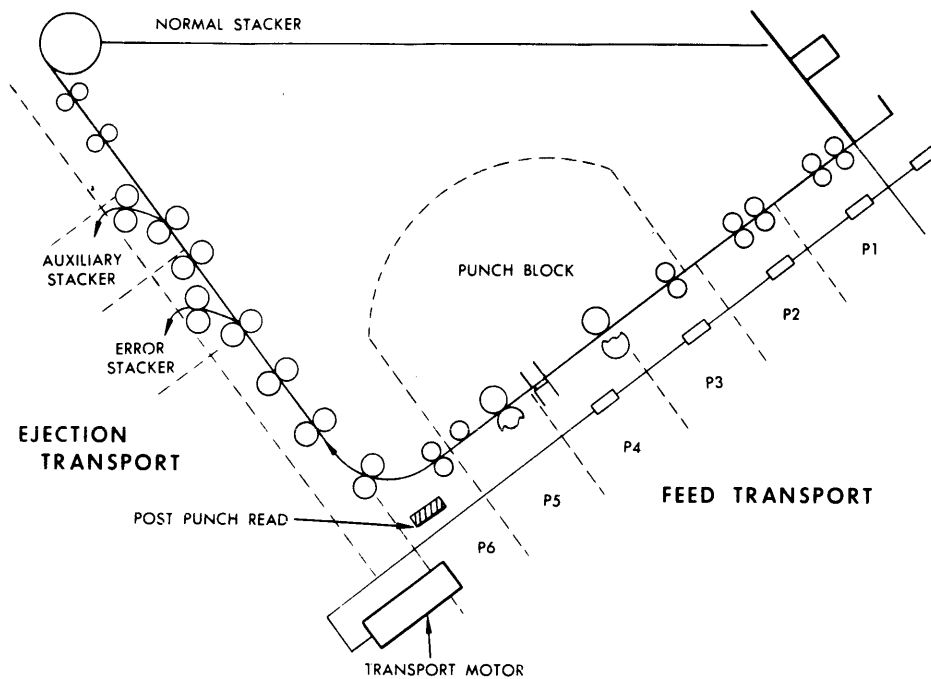 NORMAL STACKER
PUNCH BLOCK
AUXILIARY
STACKER
ERROR
STACKER
P1
P2
P3
P4
P5
P6
EJECTION
TRANSPORT
FEED TRANSPORT
POST PUNCH READ
TRANSPORT MOTOR